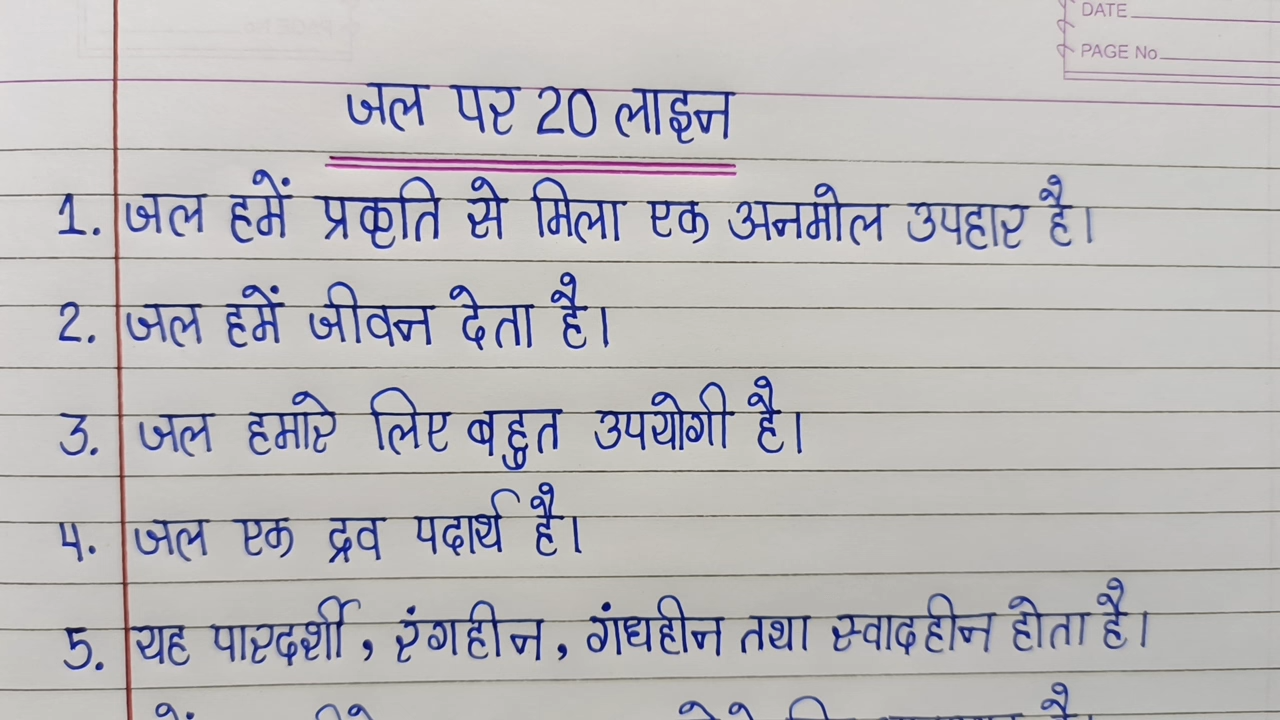 DATE
PAGE No.
जल पर 20 लाइन
1. जल हमें प्रकृति से मिला एक अनमोल उपहार है।
2. जल हमें जीवन देता है।
3. जल हमारे लिए बहुत उपयोगी है।
4. जल एक द्रव पदार्थ है।
5. यह पारदर्शी, रंगहीन, गंधहीन तथा स्वादहीन होता है।